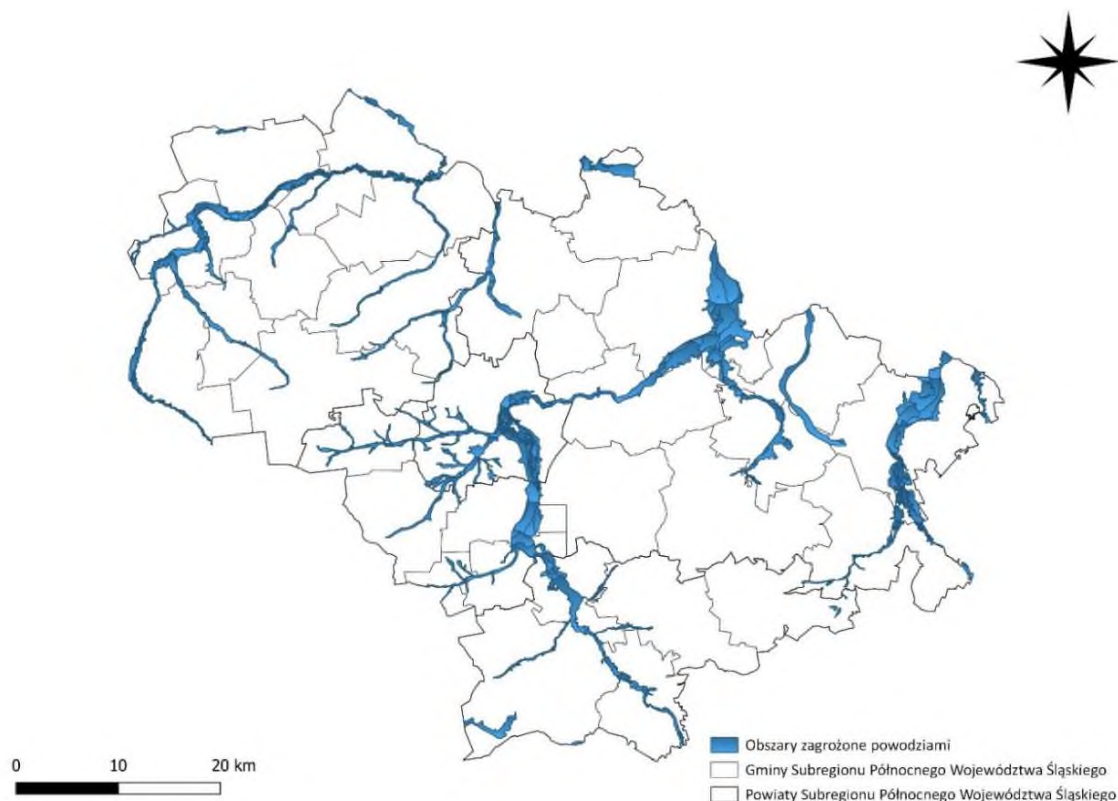 Obszary zagrożone powodziami
Gminy Subregionu Północnego Województwa Śląskiego
Powiaty Subregionu Północnego Województwa Śląskiego
0 10 20 km